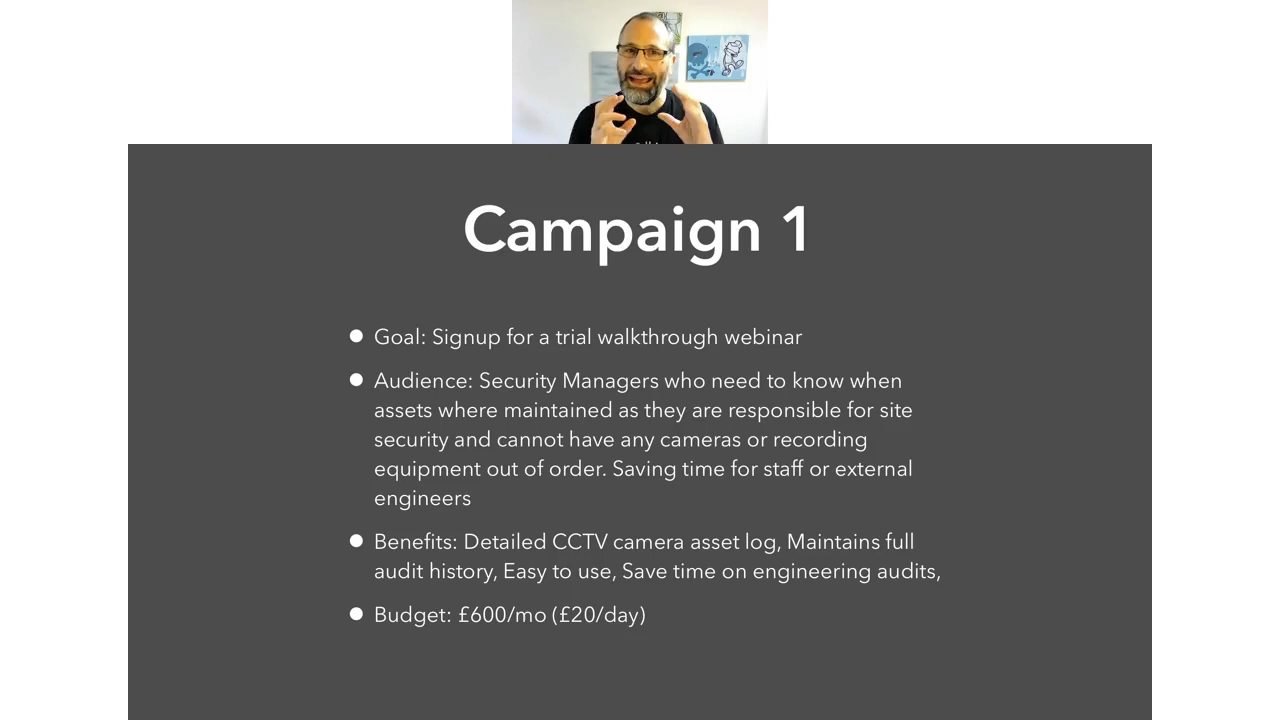 Campaign 1
● Goal: Signup for a trial walkthrough webinar
● Audience: Security Managers who need to know when
assets where maintained as they are responsible for site
security and cannot have any cameras or recording
equipment out of order. Saving time for staff or external
engineers
● Benefits: Detailed CCTV camera asset log, Maintains full
audit history, Easy to use, Save time on engineering audits,
● Budget: £600/mo (£20/day)